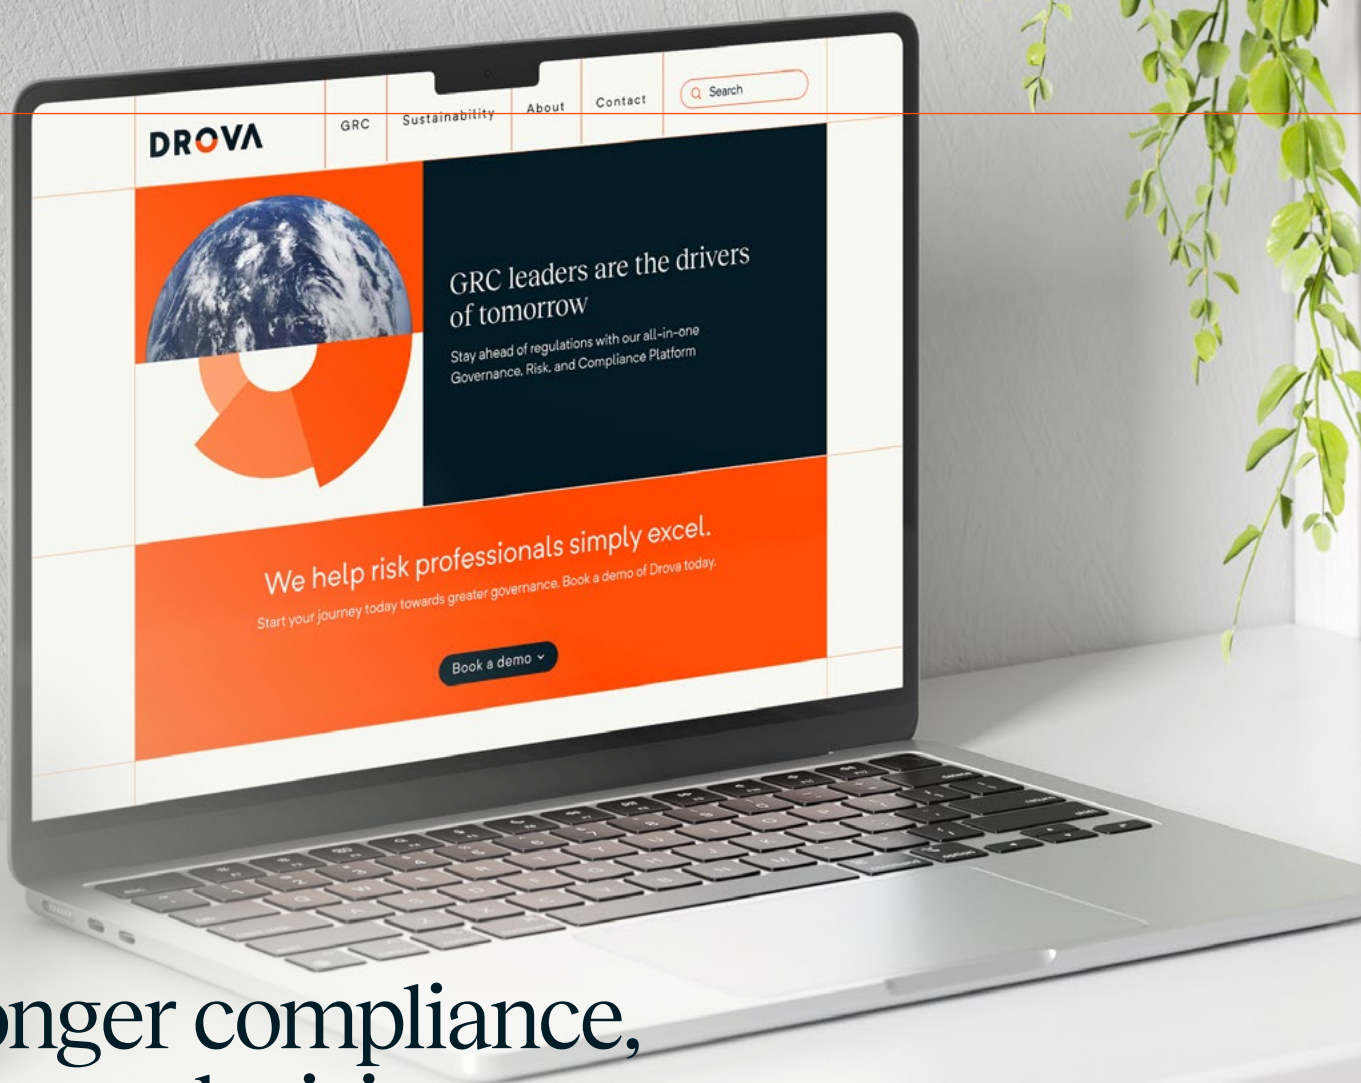 DROVA
GRC
Sustainability
About
Contact
Search
GRC leaders are the drivers
of tomorrow
Stay ahead of regulations with our all-in-one
Governance, Risk, and Compliance Platform
We help risk professionals simply excel.
Start your journey today towards greater governance. Book a demo of Drova today.
Book a demo
onger compliance,